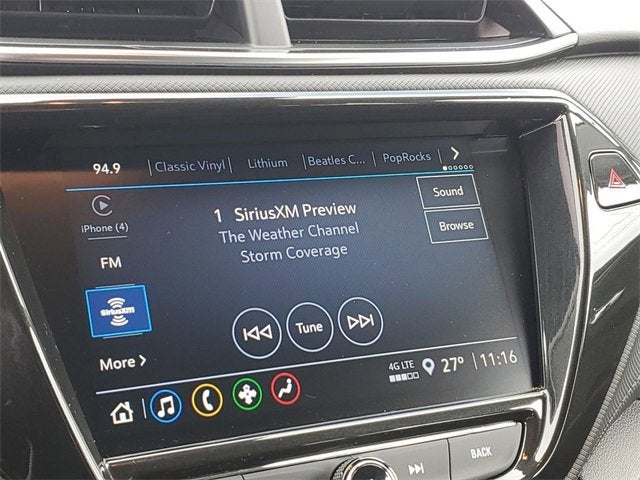 94.9 Classic Vinyl Lithium Beatles C... PopRocks
iPhone (4)
1 SiriusXM Preview
Sound
The Weather Channel
Browse
FM
Storm Coverage
SiriusXM
Tune
More
4G LTE
27° 11:16
BACK